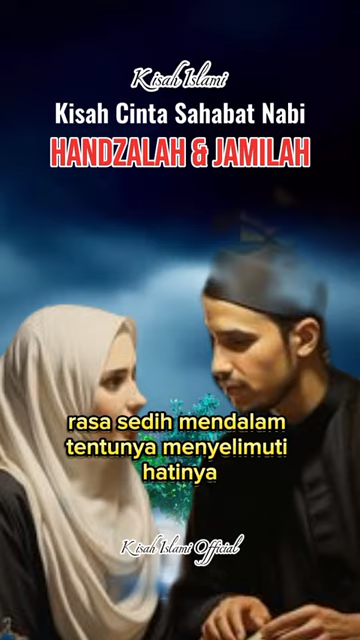 Kisah Islami
Kisah Cinta Sahabat Nabi
HANDZALAH & JAMILAH
rasa sedih mendalam
tentunya menyelimuti
hatinya
Kisah Islami Official